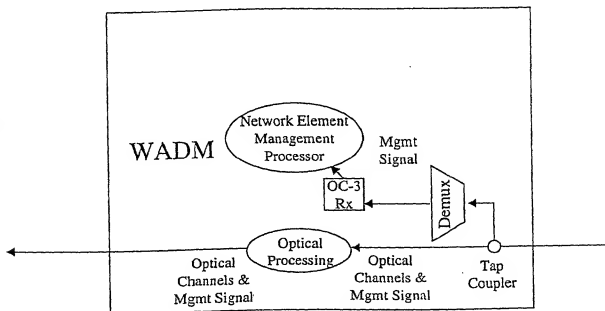 Network Element
Management
Processor
WADM
Mgmt
Signal
OC-3
Rx
Demux
Optical
Processing
Optical
Channels &
Mgmt Signal
Optical
Channels &
Mgmt Signal
Tap
Coupler